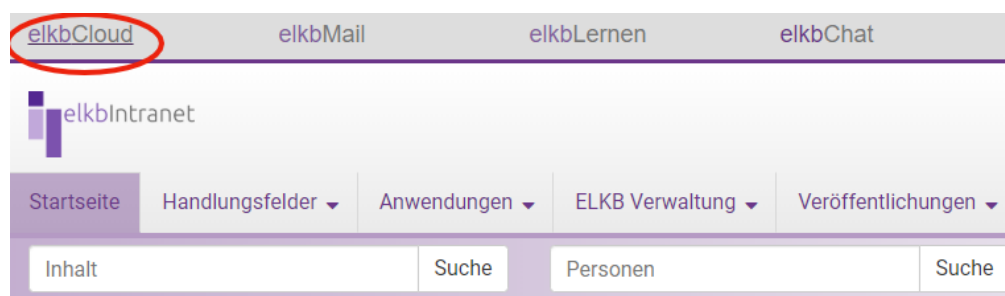 elkbCloud elkbMail elkbLernen elkbChat
elkbIntranet
Startseite Handlungsfelder Anwendungen ELKB Verwaltung Veröffentlichungen
Inhalt Suche Personen Suche